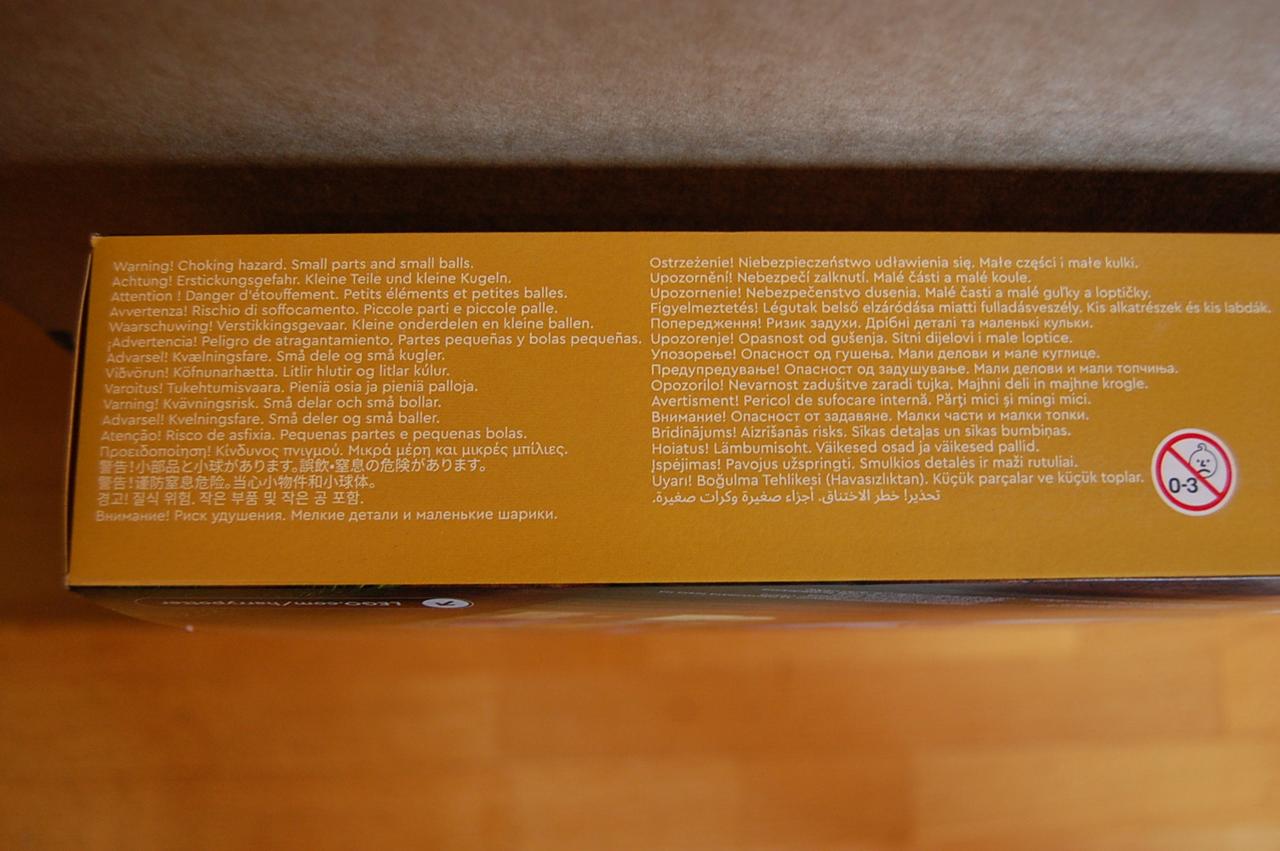 Warning! Choking hazard. Small parts and small balls.
Achtung! Erstickungsgefahr. Kleine Teile und kleine Kugeln.
Attention ! Danger d'étouffement. Petits éléments et petites balles.
Avvertenza! Rischio di soffocamento. Piccole parti e piccole palle.
Waarschuwing! Verstikkingsgevaar. Kleine onderdelen en kleine ballen.
¡Advertencia! Peligro de atragantamiento. Partes pequeñas y bolas pequeñas.
Advarsel! Kvælningsfare. Små dele og små kugler.
Viðvörun! Köfnunarhætta. Litlir hlutir og litlar kúlur.
Varoitus! Tukehtumisvaara. Pieniä osia ja pieniä palloja.
Varning! Kvävningsrisk. Små delar och små bollar.
Advarsel! Kvelningsfare. Små deler og små baller.
Atenção! Risco de asfixia. Pequenas partes e pequenas bolas.
Προειδοποίηση! Κίνδυνος πνιγμού. Μικρά μέρη και μικρές μπίλιες.
警告!小部品と小球があります。誤飲•窒息の危険があります。
警告!谨防窒息危险。当心小物件和小球体。
경고! 질식 위험. 작은 부품 및 작은 공 포함.
Внимание! Риск удушения. Мелкие детали и маленькие шарики.
Ostrzeżenie! Niebezpieczeństwo udławienia się. Małe części i małe kulki.
Upozornění! Nebezpečí zalknutí. Malé části a malé koule.
Upozornenie! Nebezpečenstvo dusenia. Malé časti a malé guľky a loptičky.
Figyelmeztetés! Légutak belső elzáródása miatti fulladásveszély. Kis alkatrészek és kis labdák.
Попередження! Ризик задухи. Дрібні деталі та маленькі кульки.
Upozorenje! Opasnost od gušenja. Sitni dijelovi i male loptice.
Упозорење! Опасност од гушења. Мали делови и мале куглице.
Предупредување! Опасност од задушување. Мали делови и мали топчиња.
Opozorilo! Nevarnost zadušitve zaradi tujka. Majhni deli in majhne krogle.
Avertisment! Pericol de sufocare internă. Părți mici și mingi mici.
Внимание! Опасност от задавяне. Малки части и малки топки.
Brīdinājums! Aizrīšanās risks. Sīkas detaļas un sīkas bumbiņas.
Hoiatus! Lämbumisoht. Väikesed osad ja väikesed pallid.
Įspėjimas! Pavojus užspringti. Smulkios detalės ir maži rutuliai.
Uyarı! Boğulma Tehlikesi (Havasızlıktan). Küçük parçalar ve küçük toplar.
تحذير! خطر الاختناق. أجزاء صغيرة وكرات صغيرة.
0-3
LEGO.com/harrypotter